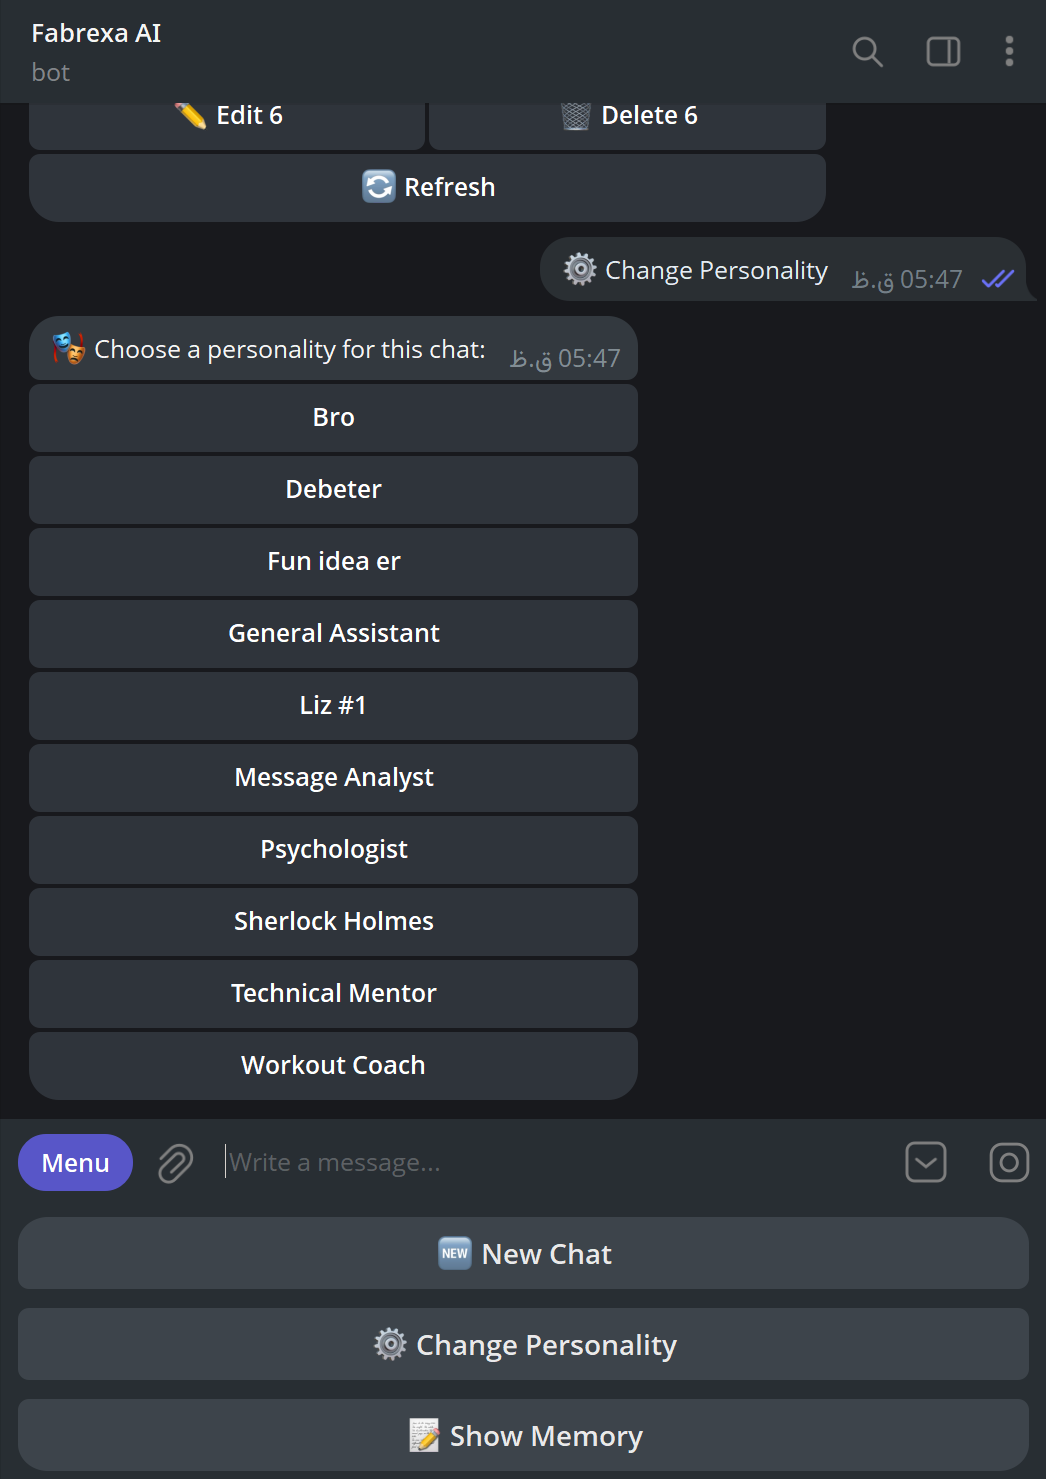 Fabrexa AI
bot
✏️ Edit 6
🗑️ Delete 6
🔄 Refresh
⚙️ Change Personality
05:47 ق.ظ
🎭 Choose a personality for this chat:
05:47 ق.ظ
Bro
Debeter
Fun idea er
General Assistant
Liz #1
Message Analyst
Psychologist
Sherlock Holmes
Technical Mentor
Workout Coach
Menu
Write a message...
🆕 New Chat
⚙️ Change Personality
📝 Show Memory